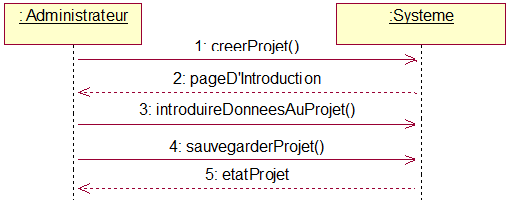 : Administrateur
:Systeme
1: creerProjet()
2: pageD'Introduction
3: introduireDonneesAuProjet()
4: sauvegarderProjet()
5: etatProjet